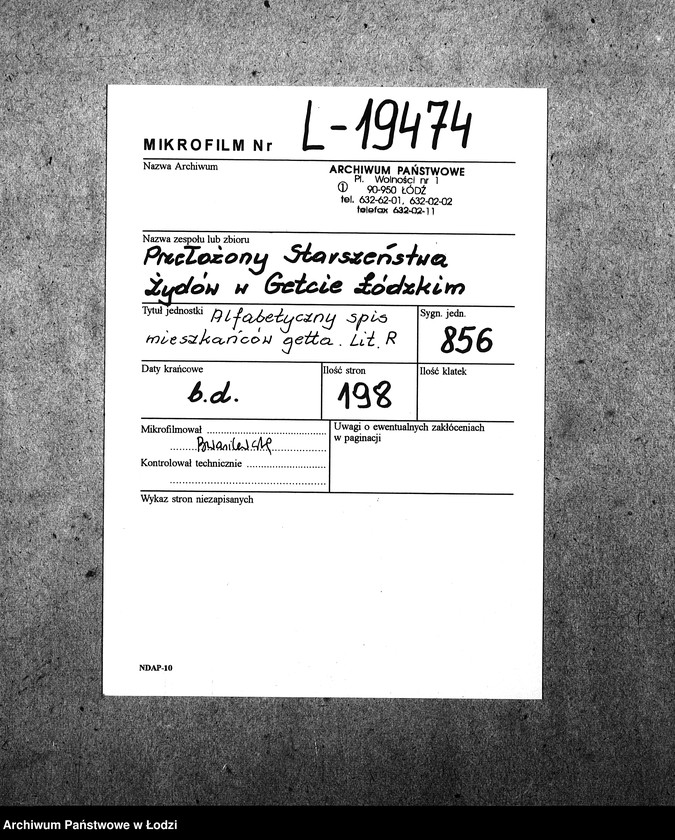 MIKROFILM Nr L-19474
Nazwa Archiwum
ARCHIWUM PAŃSTWOWE
Pl. Wolności nr 1
① 90-950 ŁÓDŹ
tel. 632-62-01, 632-02-02
telefax 632-02-11
Nazwa zespołu lub zbioru
Przełożony Starszeństwa
Żydów w Getcie Łódzkim
Tytuł jednostki Alfabetyczny spis
mieszkańców getta. Lit. R
Sygn. jedn.
856
Daty krańcowe
b.d.
Ilość stron
198
Ilość klatek
Mikrofilmował
Kontrolował technicznie
Uwagi o ewentualnych zakłóceniach
w paginacji
Wykaz stron niezapisanych
NDAP-10
Archiwum Państwowe w Łodzi